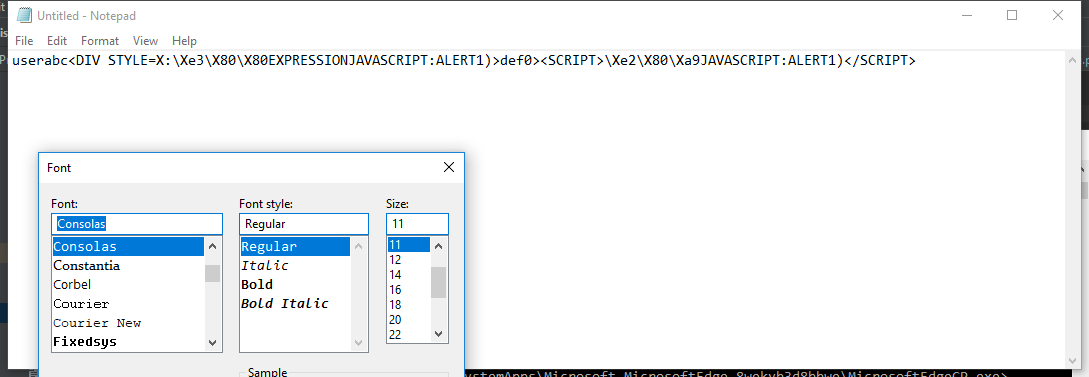 Untitled - Notepad
File Edit Format View Help
userabc<DIV STYLE=X:\Xe3\X80\X80EXPRESSIONJAVASCRIPT:ALERT1)>def0><SCRIPT>\Xe2\X80\Xa9JAVASCRIPT:ALERT1)</SCRIPT>
Font
Font: Font style: Size:
Consolas Regular 11
Consolas Regular 11
Constantia Italic 12
Corbel Bold 14
Courier Bold Italic 16
Courier New 18
Fixedsys 20
22
Sample
ystemApps\Microsoft.MicrosoftEdge_8wekyb3d8bbwe\MicrosoftEdgeCP.exe>